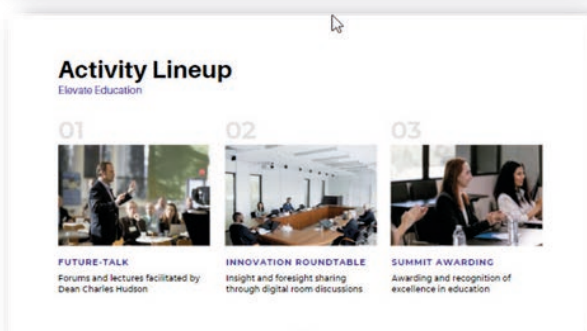 Activity Lineup
Elevate Education
01
02
03
FUTURE-TALK
Forums and lectures facilitated by
Dean Charles Hudson
INNOVATION ROUNDTABLE
Insight and foresight sharing
through digital room discussions
SUMMIT AWARDING
Awarding and recognition of
excellence in education